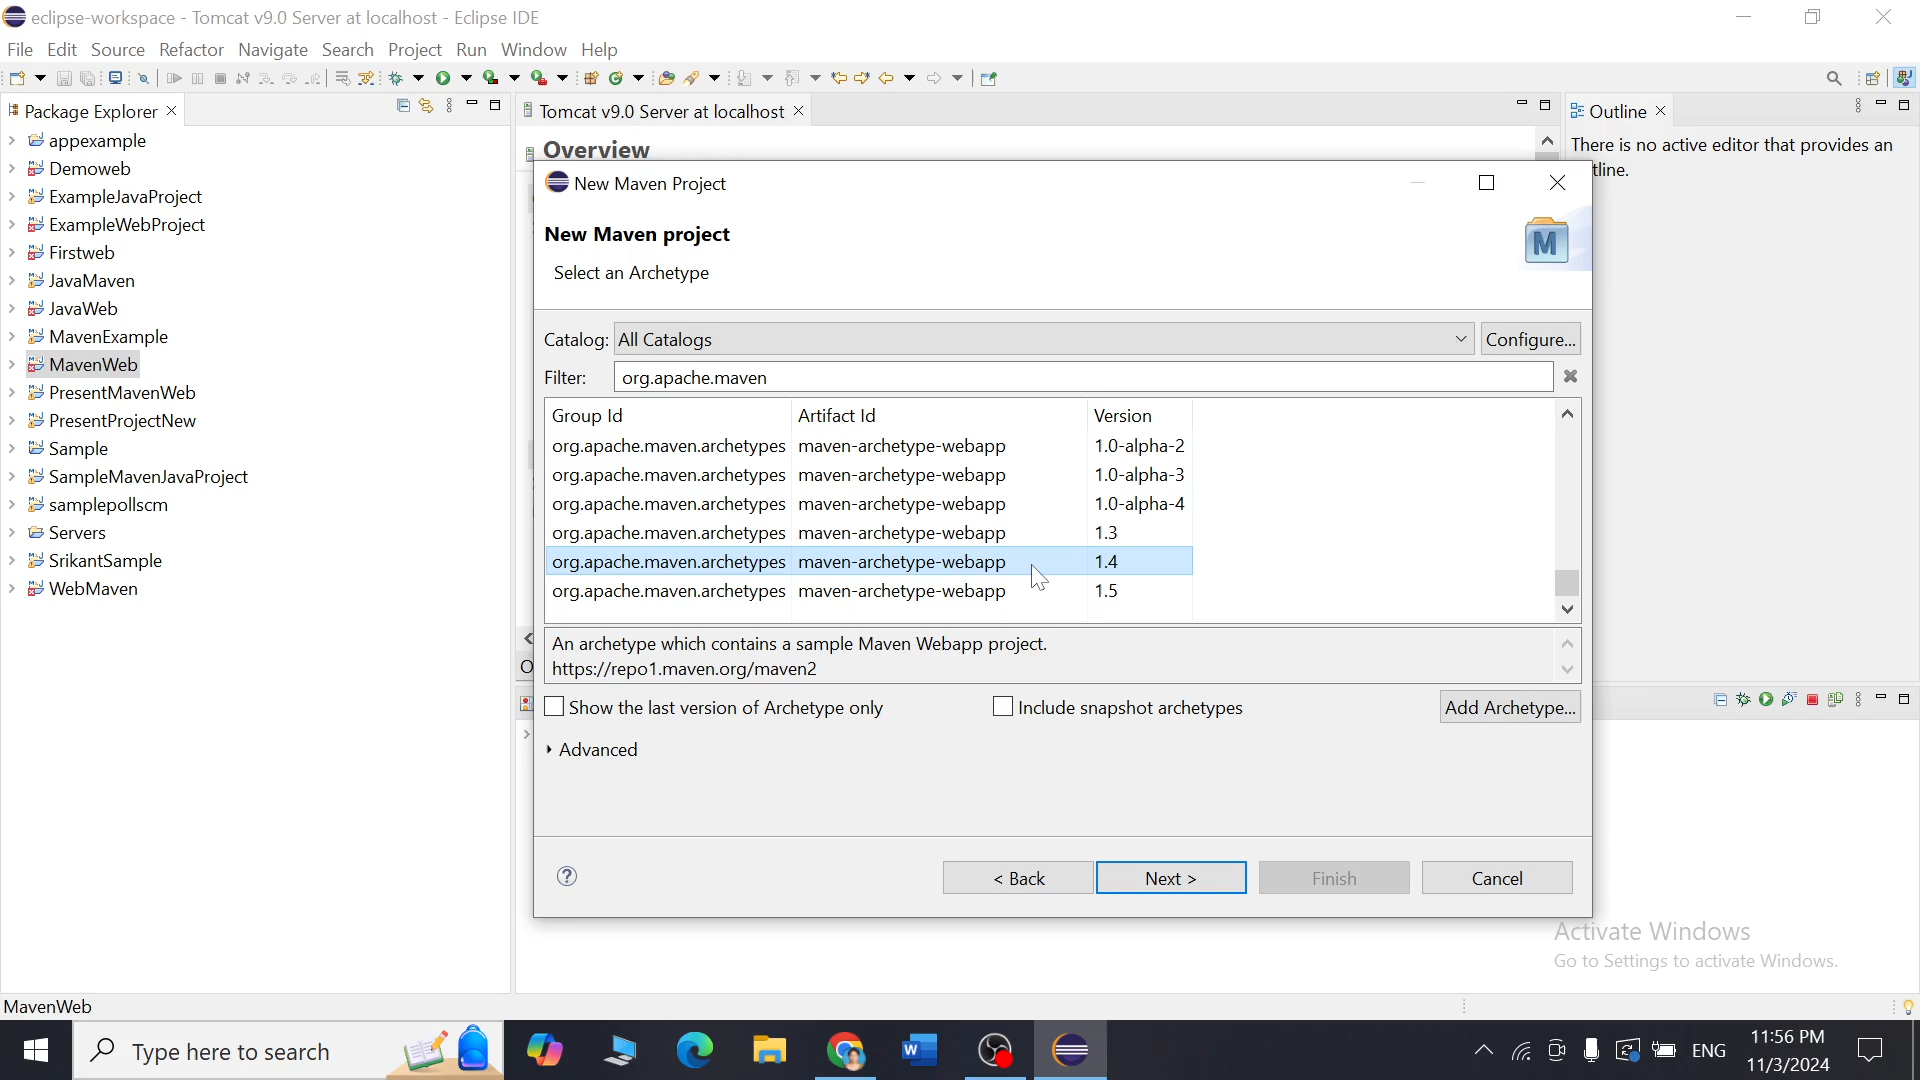 eclipse-workspace - Tomcat v9.0 Server at localhost - Eclipse IDE
File Edit Source Refactor Navigate Search Project Run Window Help
Package Explorer
appexample
Demoweb
ExampleJavaProject
ExampleWebProject
Firstweb
JavaMaven
JavaWeb
MavenExample
MavenWeb
PresentMavenWeb
PresentProjectNew
Sample
SampleMavenJavaProject
samplepollscm
Servers
SrikantSample
WebMaven
Tomcat v9.0 Server at localhost
Overview
Outline
There is no active editor that provides an
tline.
New Maven Project
New Maven project
Select an Archetype
Catalog: All Catalogs Configure...
Filter: org.apache.maven
Group Id Artifact Id Version
org.apache.maven.archetypes maven-archetype-webapp 1.0-alpha-2
org.apache.maven.archetypes maven-archetype-webapp 1.0-alpha-3
org.apache.maven.archetypes maven-archetype-webapp 1.0-alpha-4
org.apache.maven.archetypes maven-archetype-webapp 1.3
org.apache.maven.archetypes maven-archetype-webapp 1.4
org.apache.maven.archetypes maven-archetype-webapp 1.5
An archetype which contains a sample Maven Webapp project.
https://repo1.maven.org/maven2
Show the last version of Archetype only Include snapshot archetypes Add Archetype...
Advanced
< Back Next > Finish Cancel
Activate Windows
Go to Settings to activate Windows.
MavenWeb
Type here to search
ENG
11:56 PM
11/3/2024